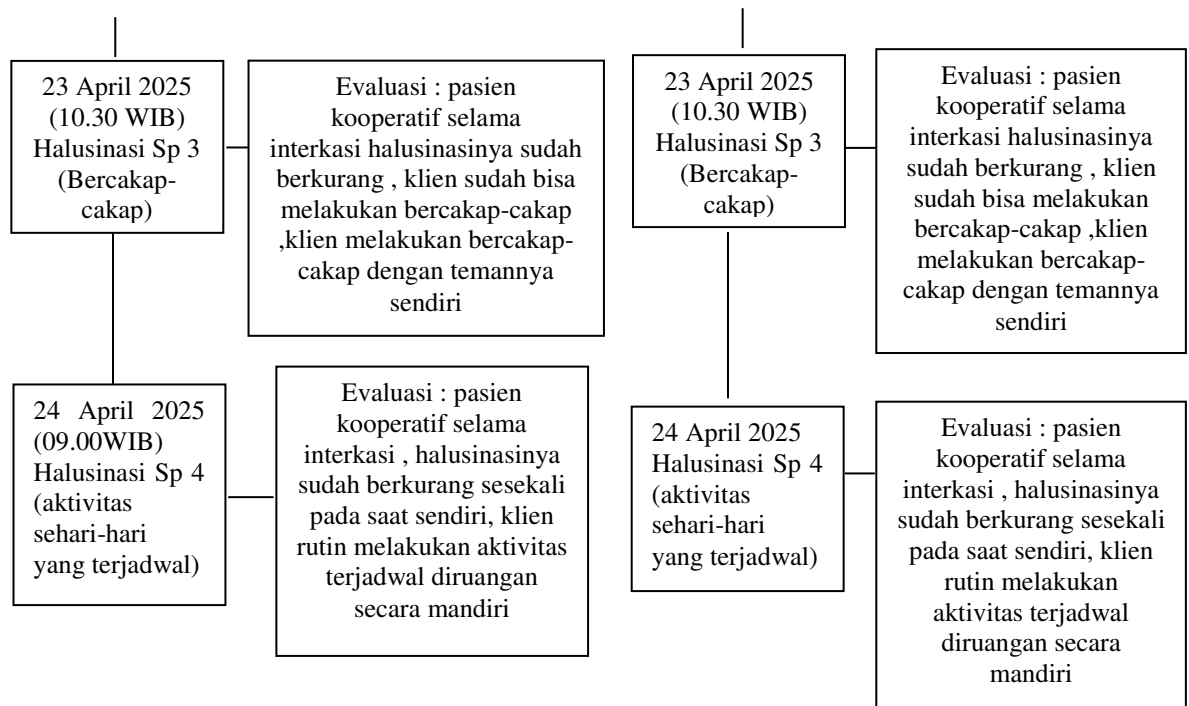 23 April 2025
(10.30 WIB)
Halusinasi Sp 3
(Bercakap-
cakap)
Evaluasi : pasien
kooperatif selama
interkasi halusinasinya sudah
berkurang , klien sudah bisa
melakukan bercakap-cakap
,klien melakukan bercakap-
cakap dengan temannya
sendiri
24 April 2025
(09.00WIB)
Halusinasi Sp 4
(aktivitas
sehari-hari
yang terjadwal)
Evaluasi : pasien
kooperatif selama
interkasi , halusinasinya
sudah berkurang sesekali
pada saat sendiri, klien
rutin melakukan aktivitas
terjadwal diruangan
secara mandiri
23 April 2025
(10.30 WIB)
Halusinasi Sp 3
(Bercakap-
cakap)
Evaluasi : pasien
kooperatif selama
interkasi halusinasinya
sudah berkurang , klien
sudah bisa melakukan
bercakap-cakap ,klien
melakukan bercakap-
cakap dengan temannya
sendiri
24 April 2025
Halusinasi Sp 4
(aktivitas
sehari-hari
yang terjadwal)
Evaluasi : pasien
kooperatif selama
interkasi , halusinasinya
sudah berkurang sesekali
pada saat sendiri, klien
rutin melakukan
aktivitas terjadwal
diruangan secara
mandiri